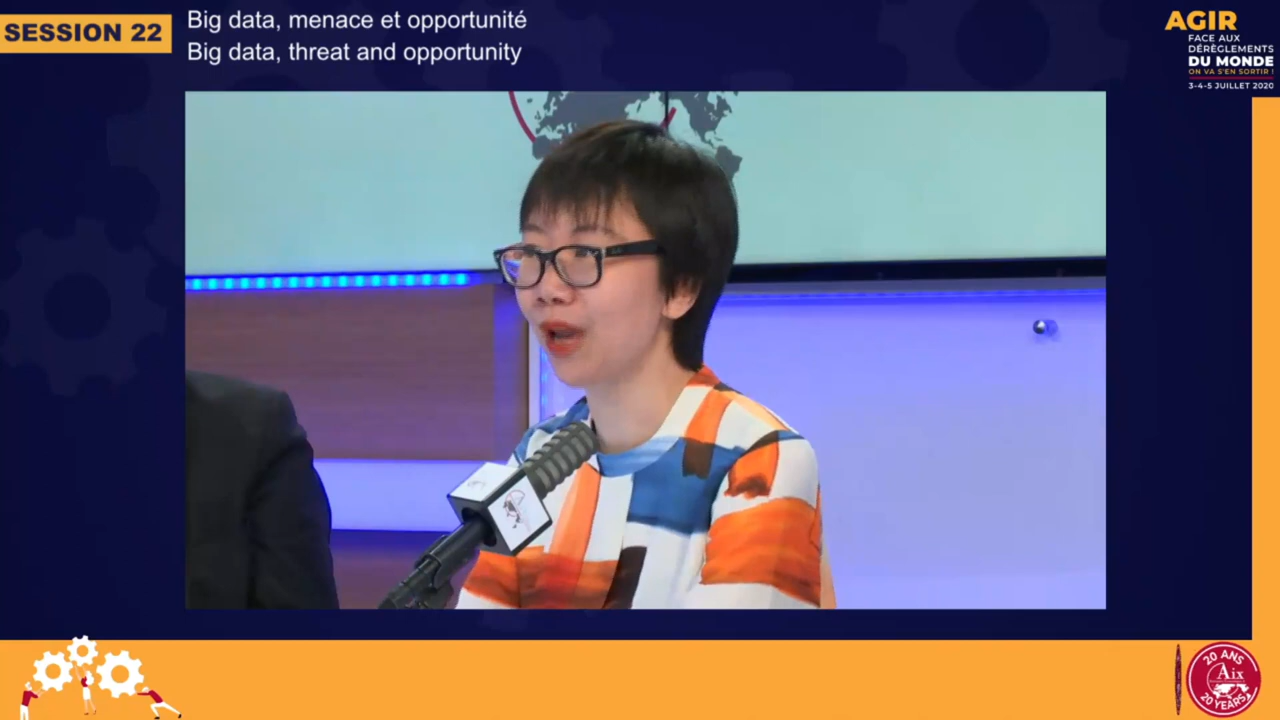 SESSION 22
Big data, menace et opportunité
Big data, threat and opportunity
AGIR
FACE AUX
DÉRÈGLEMENTS
DU MONDE
ON VA S'EN SORTIR !
3-4-5 JUILLET 2020
20 ANS
Aix
20 YEARS